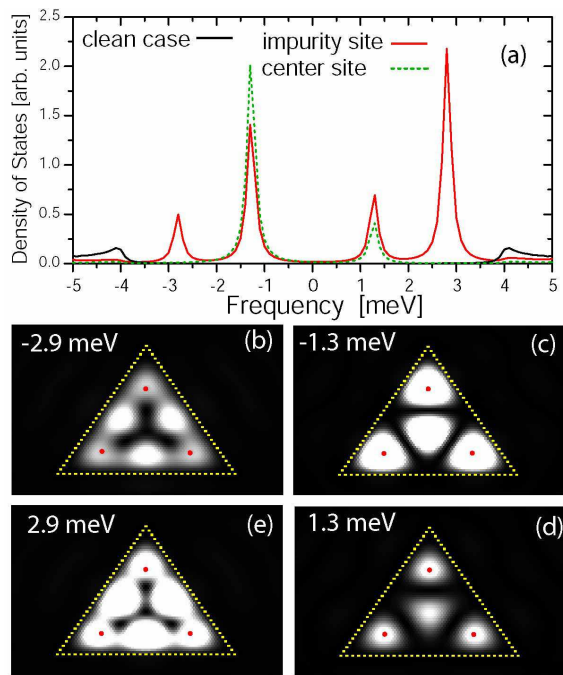 clean case
impurity site
center site
(a)
Density of States [arb. units]
2.5
2.0
1.5
1.0
0.5
0.0
-5 -4 -3 -2 -1 0 1 2 3 4 5
Frequency [meV]
-2.9 meV (b)
-1.3 meV (c)
2.9 meV (e)
1.3 meV (d)